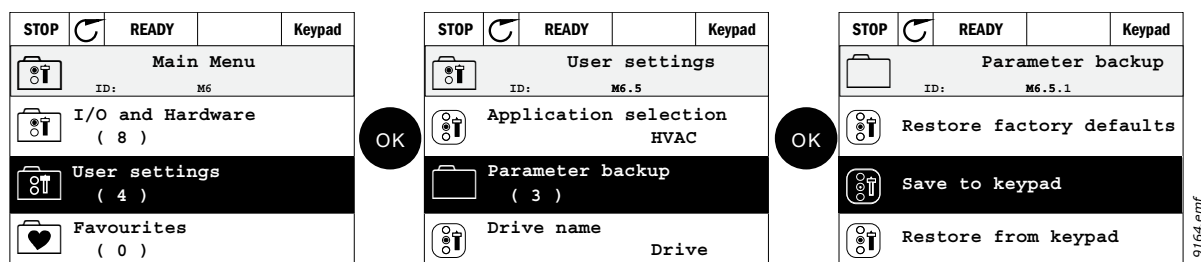 STOP READY Keypad
Main Menu
ID: M6
I/O and Hardware
( 8 )
User settings
( 4 )
Favourites
( 0 )
OK
STOP READY Keypad
User settings
ID: M6.5
Application selection
HVAC
Parameter backup
( 3 )
Drive name
Drive
OK
STOP READY Keypad
Parameter backup
ID: M6.5.1
Restore factory defaults
Save to keypad
Restore from keypad
9164.emf